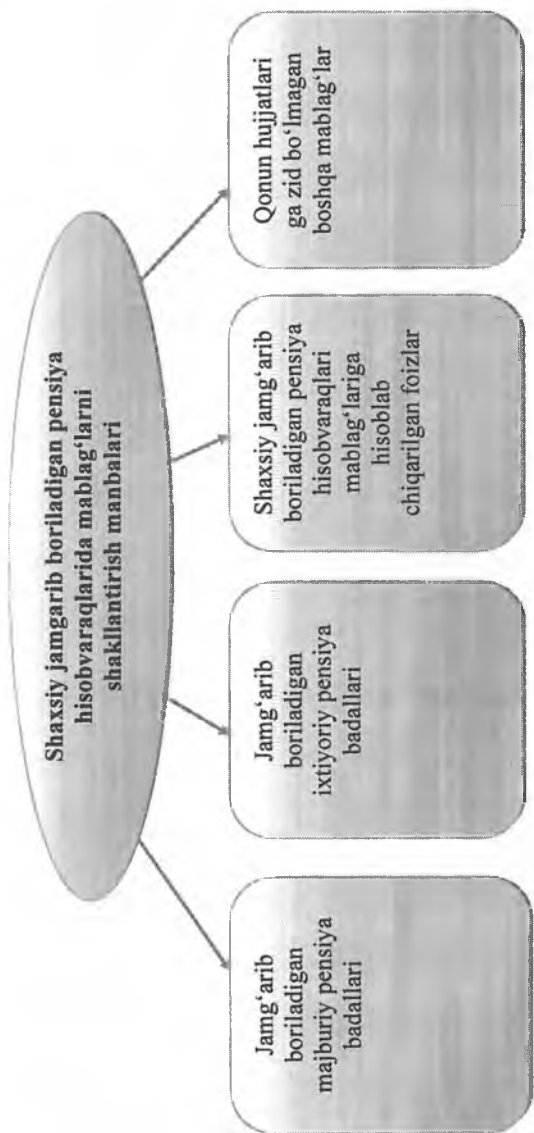 Shaxsiy jamgarib boriladigan pensiya
hisobvaraqlarida mablag‘larni
shakllantirish manbalari
Jamg‘arib
boriladigan
majburiy pensiya
badallari
Jamg‘arib
boriladigan
ixtiyoriy pensiya
badallari
Shaxsiy jamg‘arib
boriladigan pensiya
hisobvaraqlari
mablag‘lariga
hisoblab
chiqarilgan foizlar
Qonun hujjatlari
ga zid bo‘lmagan
boshqa mablag‘lar